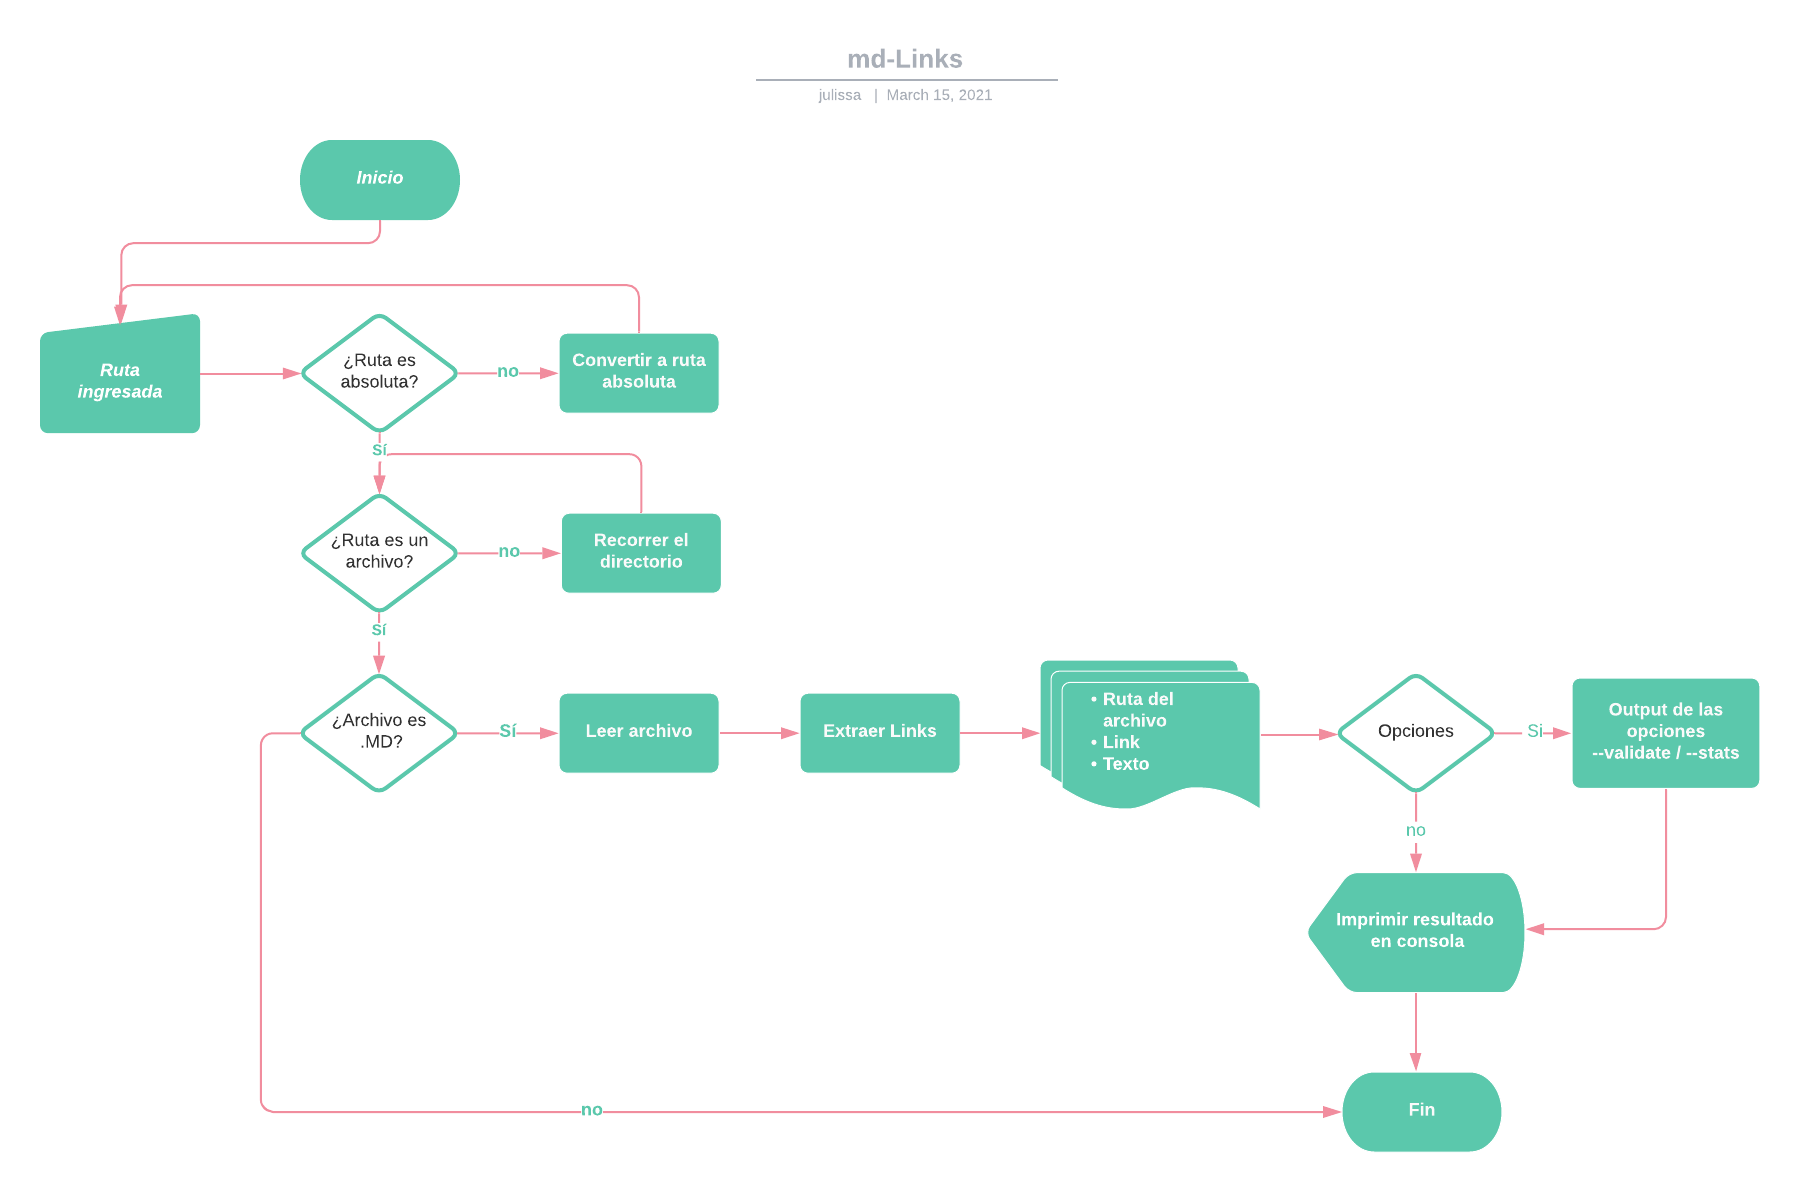 md-Links
julissa | March 15, 2021
Inicio
Ruta
ingresada
¿Ruta es
absoluta?
no
Convertir a ruta
absoluta
Sí
¿Ruta es un
archivo?
no
Recorrer el
directorio
Sí
¿Archivo es
.MD?
Sí
Leer archivo
Extraer Links
• Ruta del
archivo
• Link
• Texto
Opciones
Si
Output de las
opciones
--validate / --stats
no
Imprimir resultado
en consola
no
Fin